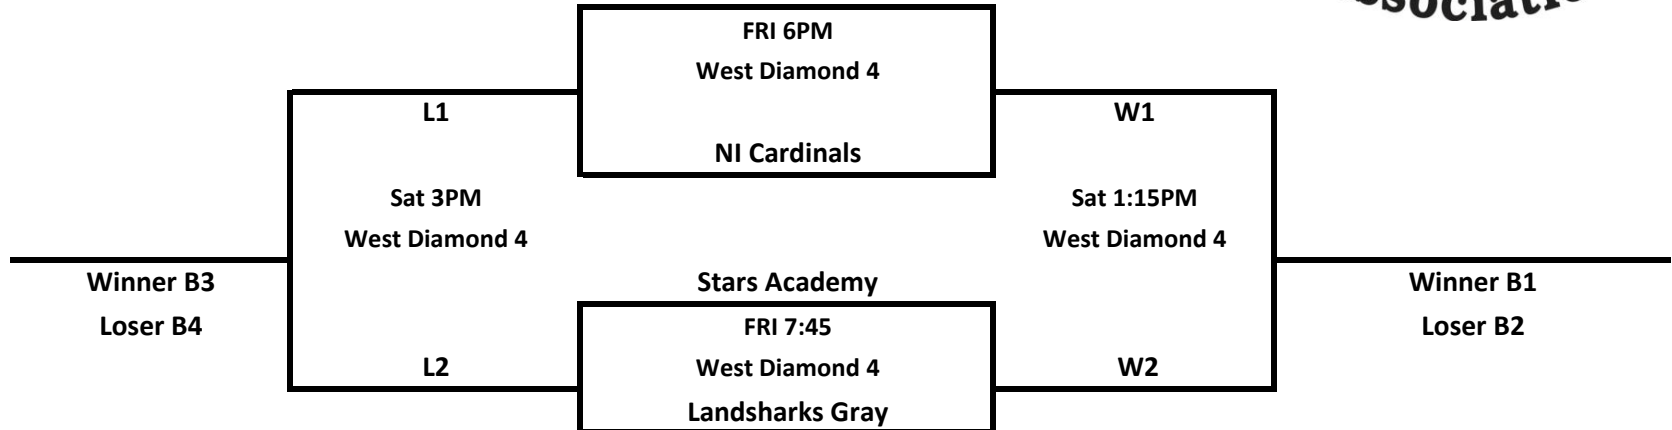 FRI 6PM
West Diamond 4
L1
W1
NI Cardinals
Sat 3PM
Sat 1:15PM
West Diamond 4
West Diamond 4
Winner B3
Stars Academy
Winner B1
Loser B4
FRI 7:45
Loser B2
L2
West Diamond 4
W2
Landsharks Gray